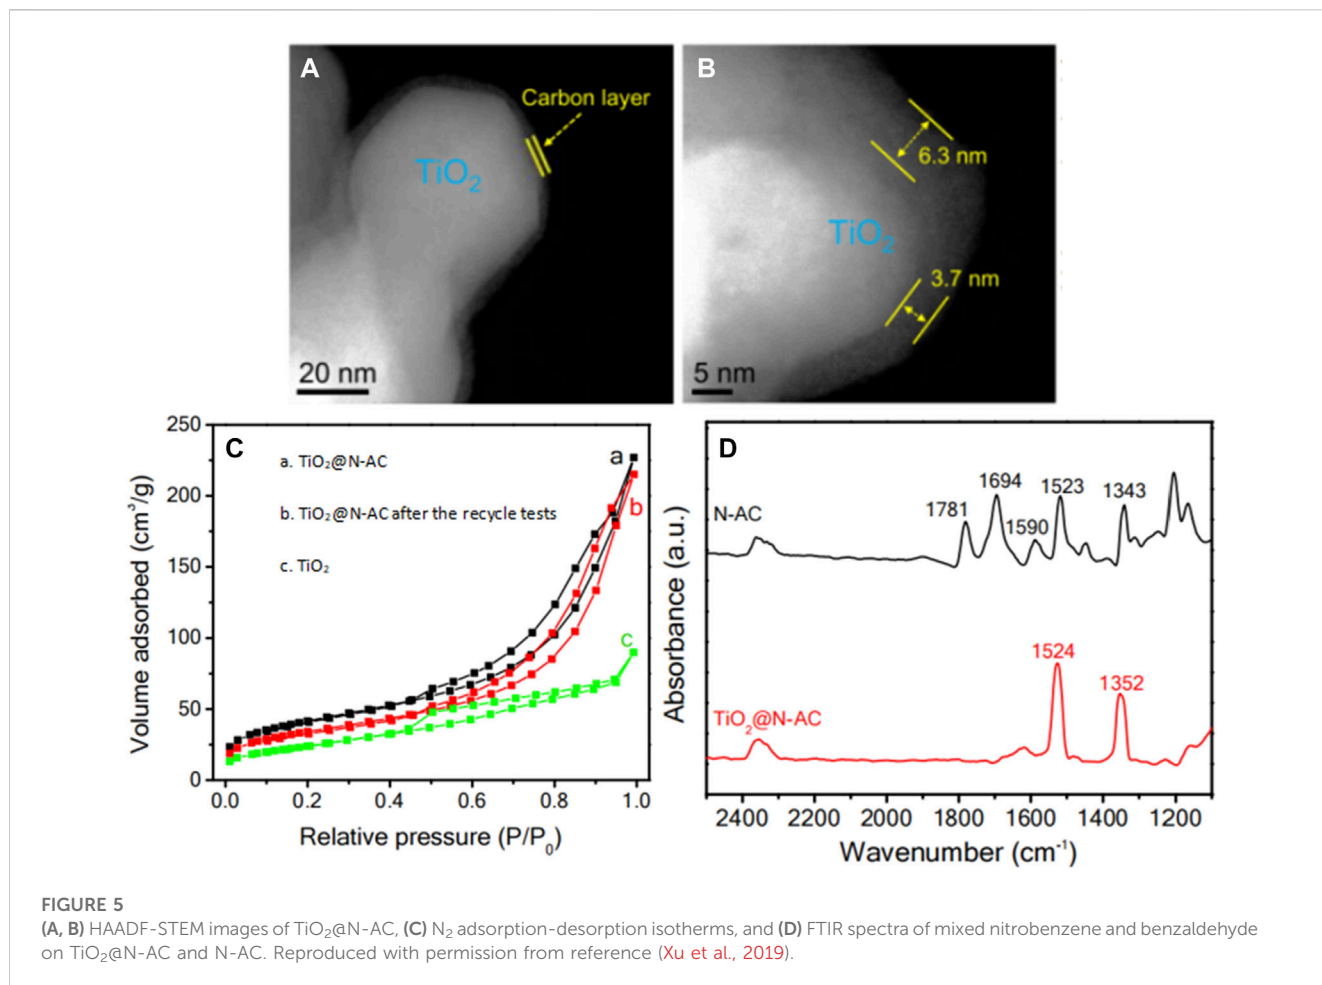 A
Carbon layer
TiO₂
20 nm
B
6.3 nm
TiO₂
3.7 nm
5 nm
C
a. TiO₂@N-AC
b. TiO₂@N-AC after the recycle tests
c. TiO₂
a
b
c
250
200
150
100
50
0
Volume adsorbed (cm³/g)
0.0 0.2 0.4 0.6 0.8 1.0
Relative pressure (P/P₀)
D
N-AC
1781
1694
1590
1523
1343
TiO₂@N-AC
1524
1352
Absorbance (a.u.)
2400 2200 2000 1800 1600 1400 1200
Wavenumber (cm⁻¹)
FIGURE 5
(A, B) HAADF-STEM images of TiO₂@N-AC, (C) N₂ adsorption-desorption isotherms, and (D) FTIR spectra of mixed nitrobenzene and benzaldehyde
on TiO₂@N-AC and N-AC. Reproduced with permission from reference (Xu et al., 2019).